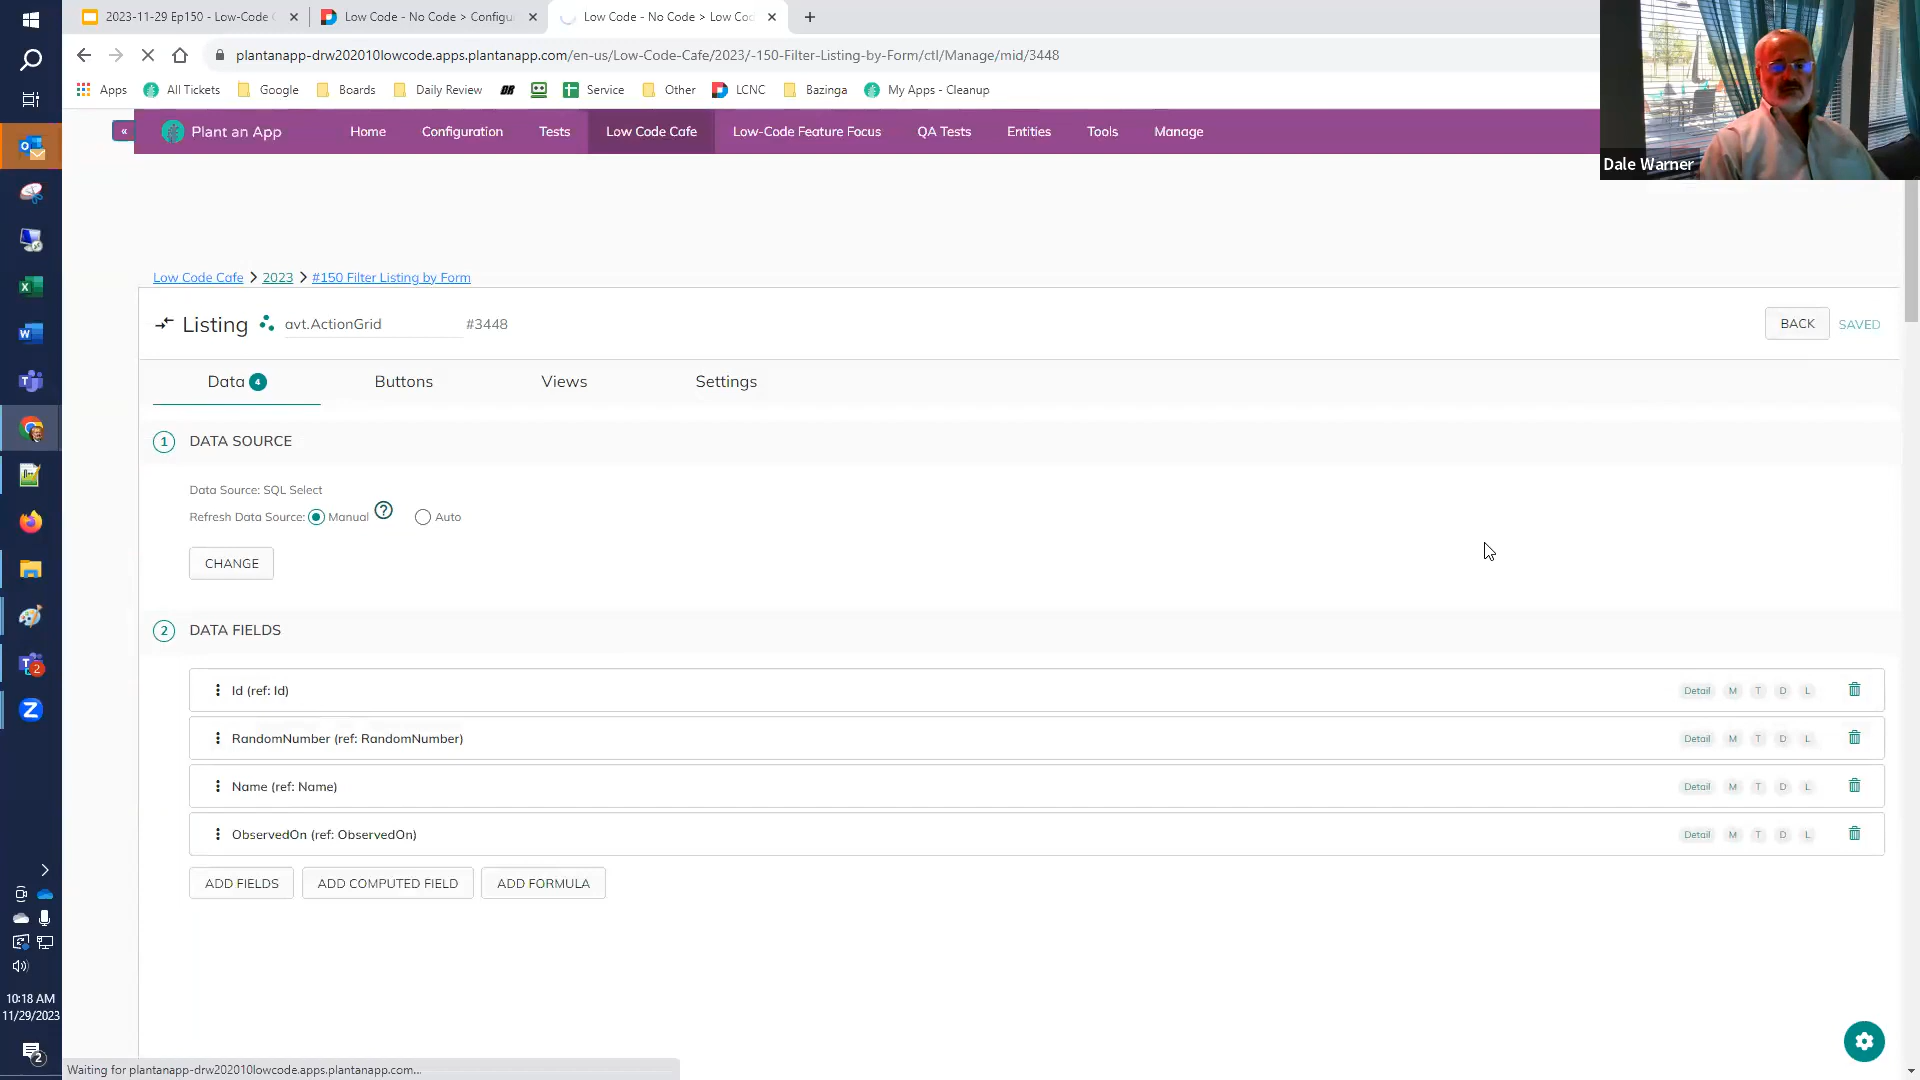 2023-11-29 Ep150 - Low-Code
Low Code - No Code > Configu
Low Code - No Code > Low Co
plantanapp-drw202010lowcode.apps.plantanapp.com/en-us/Low-Code-Cafe/2023/-150-Filter-Listing-by-Form/ctl/Manage/mid/3448
Apps All Tickets Google Boards Daily Review DR Service Other LCNC Bazinga My Apps - Cleanup
« Plant an App Home Configuration Tests Low Code Cafe Low-Code Feature Focus QA Tests Entities Tools Manage
Dale Warner
Low Code Cafe > 2023 > #150 Filter Listing by Form
Listing avt.ActionGrid #3448 BACK SAVED
Data 4 Buttons Views Settings
1 DATA SOURCE
Data Source: SQL Select
Refresh Data Source: Manual ? Auto
CHANGE
2 DATA FIELDS
Id (ref: Id) Detail M T D L
RandomNumber (ref: RandomNumber) Detail M T D L
Name (ref: Name) Detail M T D L
ObservedOn (ref: ObservedOn) Detail M T D L
ADD FIELDS ADD COMPUTED FIELD ADD FORMULA
10:18 AM
11/29/2023
2
Waiting for plantanapp-drw202010lowcode.apps.plantanapp.com...